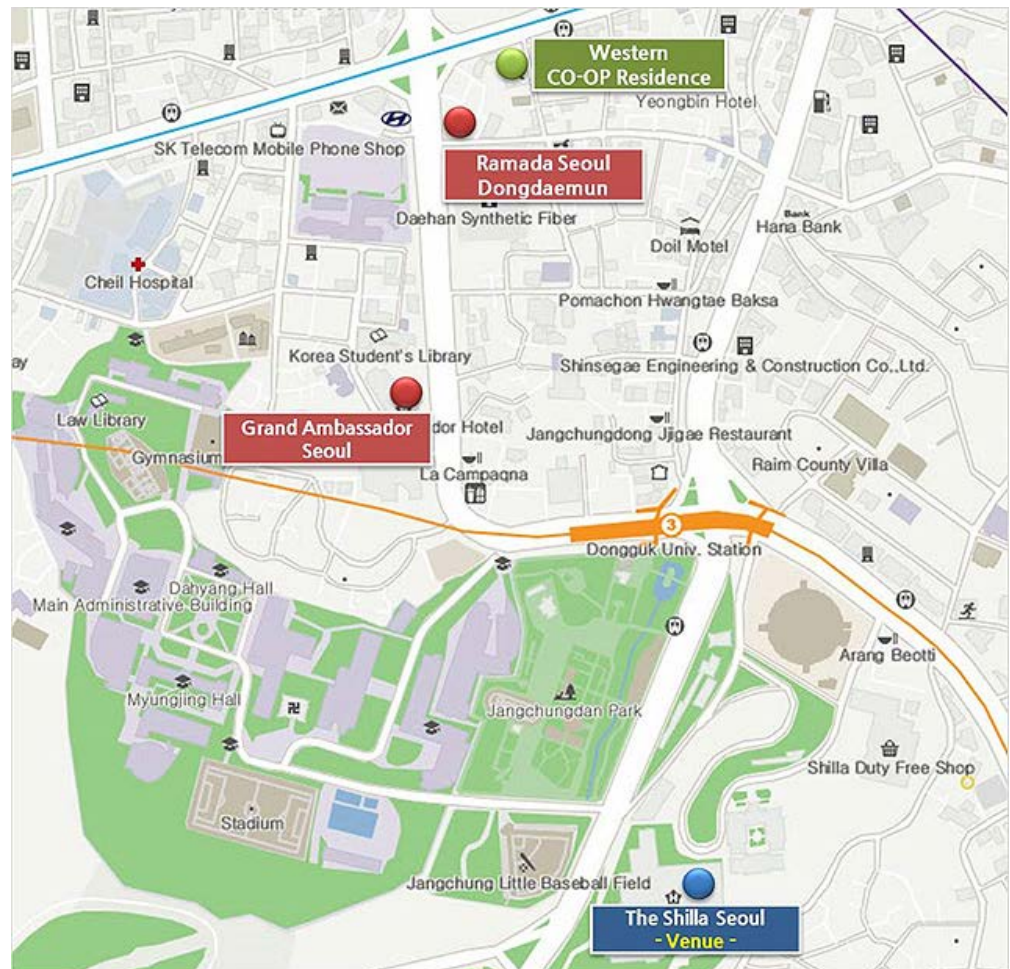 Western
CO-OP Residence
Yeongbin Hotel
SK Telecom Mobile Phone Shop
Ramada Seoul
Dongdaemun
Daehan Synthetic Fiber
Bank
Hana Bank
Doil Motel
Cheil Hospital
Pomachon Hwangtae Baksa
Korea Student's Library
ay
Shinsegae Engineering & Construction Co.,Ltd.
Law Library
Grand Ambassador
Seoul
dor Hotel
Jangchungdong Jjigae Restaurant
Gymnasium
La Campaqna
Raim County Villa
3
Dongguk Univ. Station
Dahyang Hall
Main Administrative Building
Arang Beotti
Myungjing Hall
Jangchungdan Park
Shilla Duty Free Shop
Stadium
Jangchung Little Baseball Field
The Shilla Seoul
- Venue -